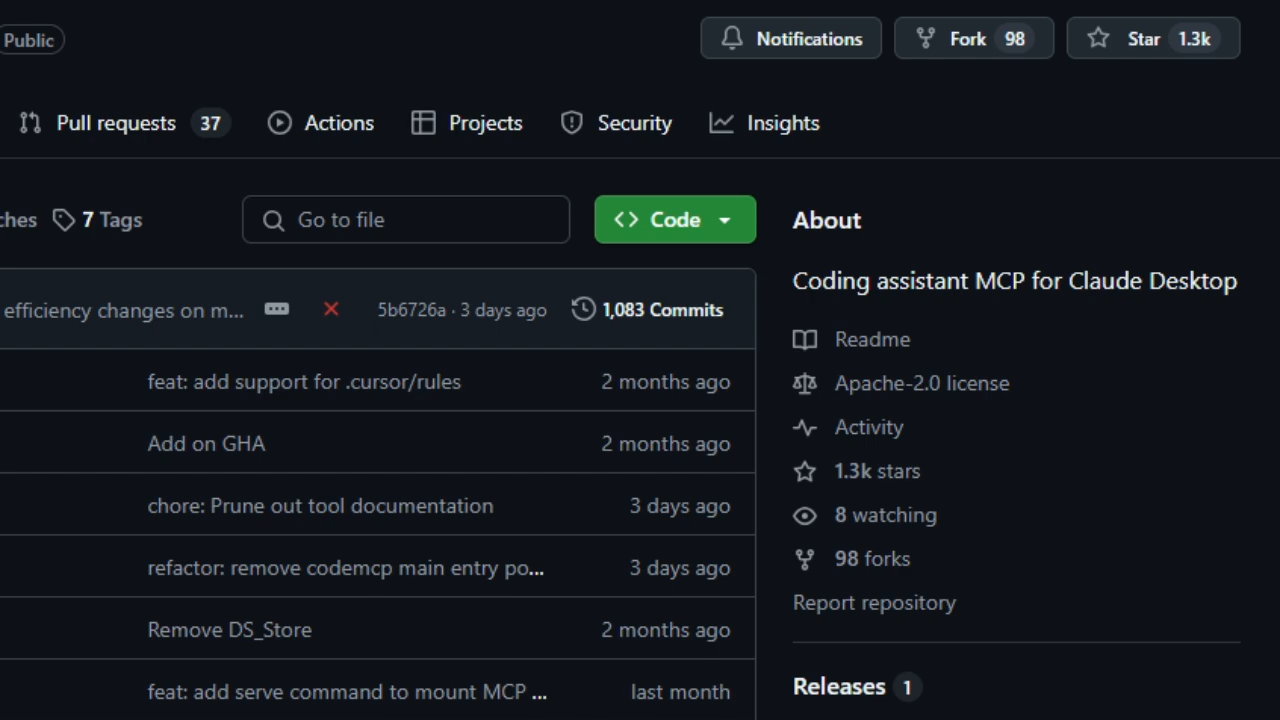 Public
Notifications
Fork 98
Star 1.3k
Pull requests 37
Actions
Projects
Security
Insights
ches
7 Tags
Go to file
Code
efficiency changes on m...
5b6726a · 3 days ago
1,083 Commits
feat: add support for .cursor/rules 2 months ago
Add on GHA 2 months ago
chore: Prune out tool documentation 3 days ago
refactor: remove codemcp main entry po... 3 days ago
Remove DS_Store 2 months ago
feat: add serve command to mount MCP ... last month
About
Coding assistant MCP for Claude Desktop
Readme
Apache-2.0 license
Activity
1.3k stars
8 watching
98 forks
Report repository
Releases 1